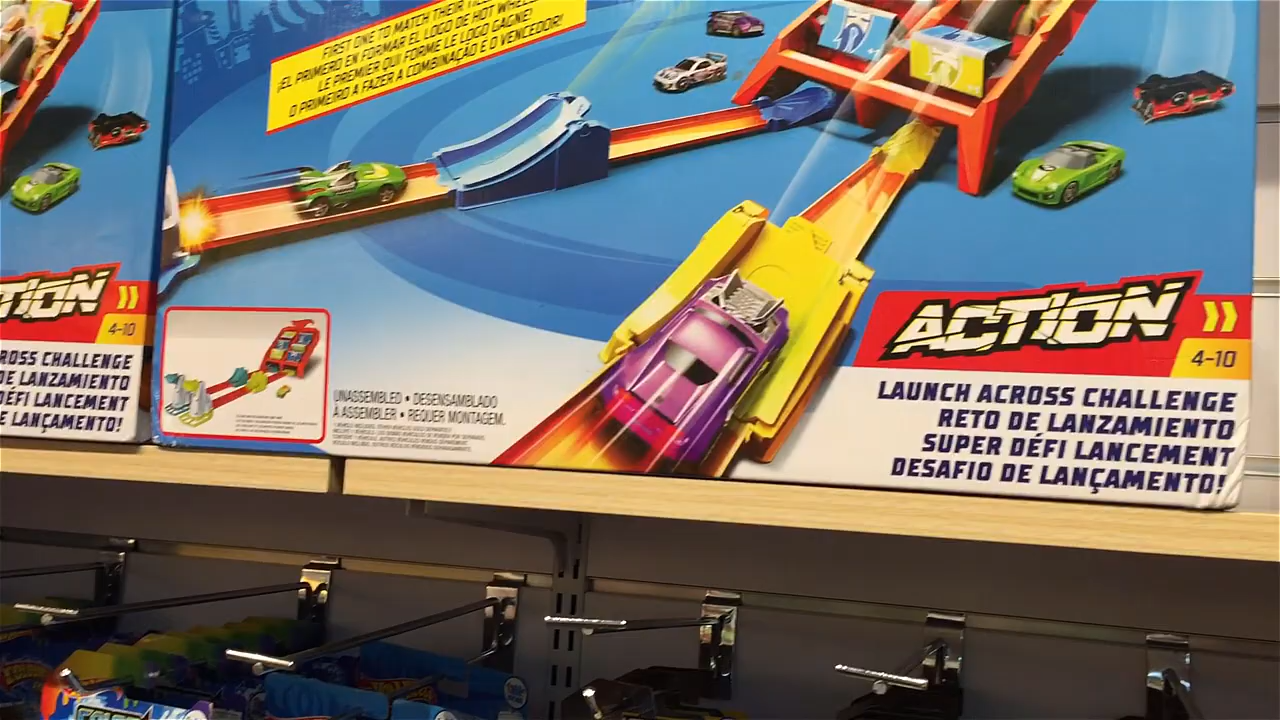 FIRST ONE TO MATCH THEIR
¡EL PRIMERO EN FORMAR EL LOGO DE HOT WHEELS
LE PREMIER QUI FORME LE LOGO GAGNE!
O PRIMEIRO A FAZER A COMBINAÇÃO É O VENCEDOR!
TION
4-10
ROSS CHALLENGE
DE LANZAMIENTO
DÉFI LANCEMENT
E LANÇAMENTO!
UNASSEMBLED • DESENSAMBLADO
À ASSEMBLER • REQUER MONTAGEM.
ACTION
4-10
LAUNCH ACROSS CHALLENGE
RETO DE LANZAMIENTO
SUPER DÉFI LANCEMENT
DESAFIO DE LANÇAMENTO!